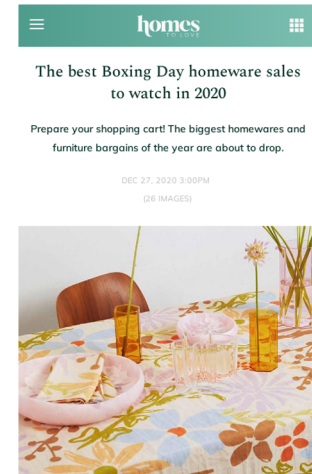 homes
TO LOVE
The best Boxing Day homeware sales
to watch in 2020
Prepare your shopping cart! The biggest homewares and
furniture bargains of the year are about to drop.
DEC 27, 2020 3:00PM
(26 IMAGES)